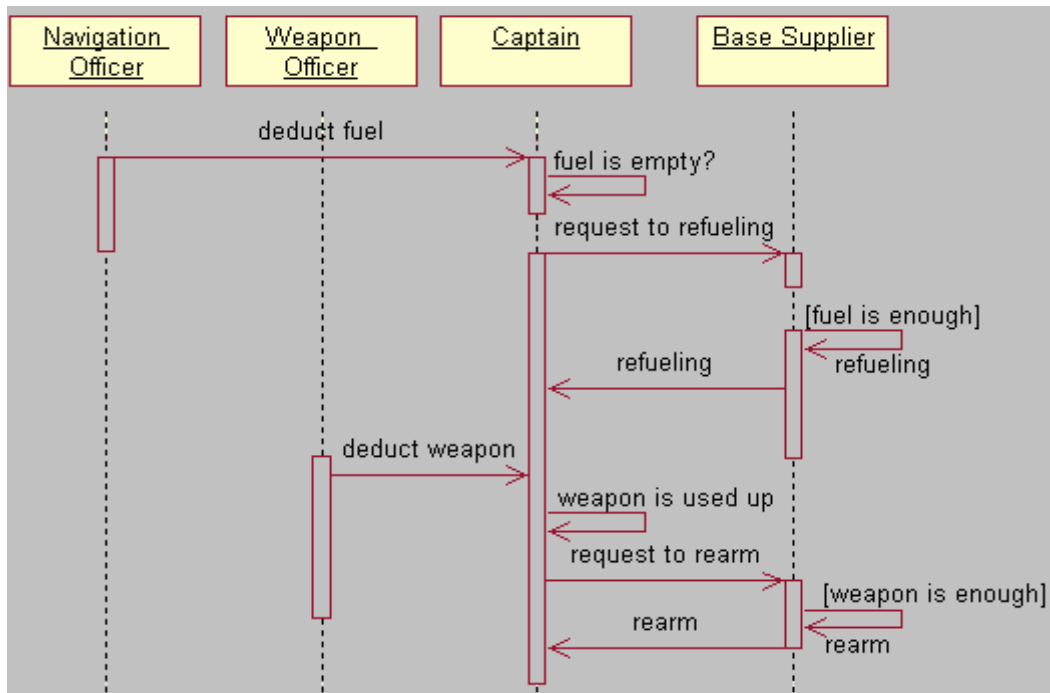 Navigation
Officer
Weapon
Officer
Captain
Base Supplier
deduct fuel
fuel is empty?
request to refueling
[fuel is enough]
refueling
refueling
deduct weapon
weapon is used up
request to rearm
[weapon is enough]
rearm
rearm